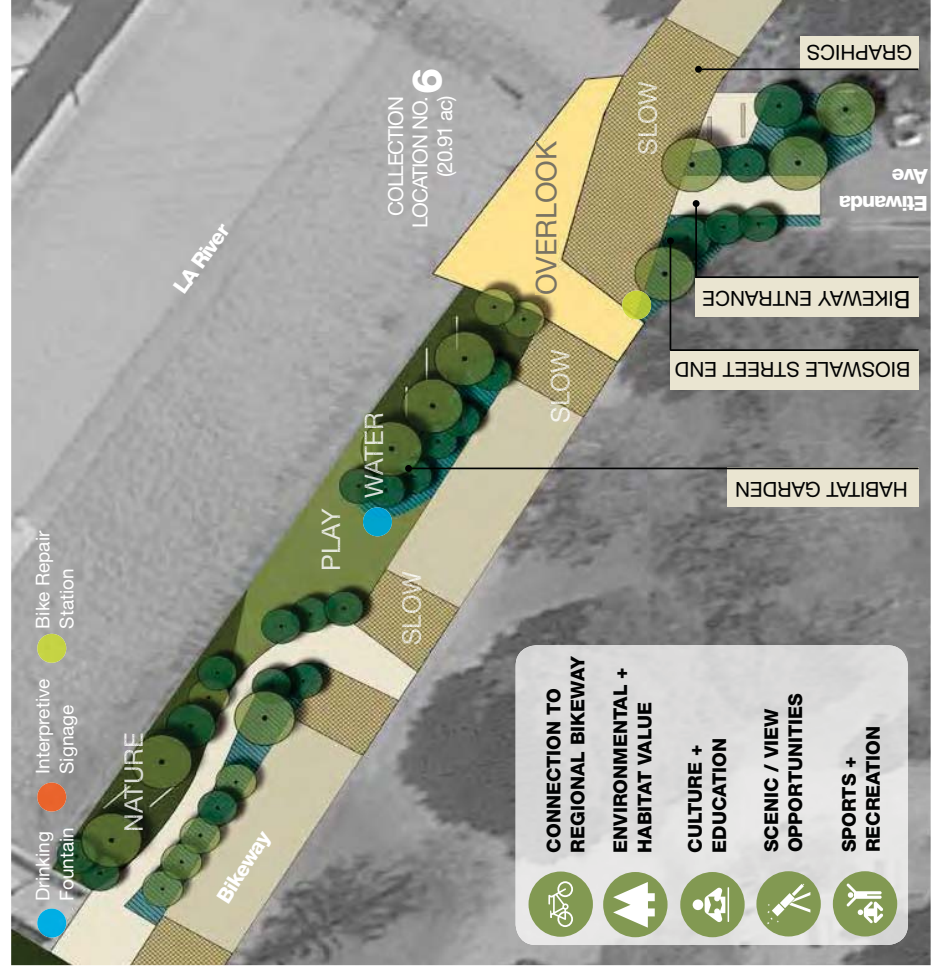 Drinking
Fountain
Interpretive
Signage
Bike Repair
Station
LA River
COLLECTION
LOCATION NO. 6
(20.91 ac)
NATURE
PLAY
WATER
OVERLOOK
SLOW
SLOW
SLOW
Bikeway
Etiwanda
Ave
GRAPHICS
BIKEWAY ENTRANCE
BIOSWALE STREET END
HABITAT GARDEN
CONNECTION TO
REGIONAL BIKEWAY
ENVIRONMENTAL +
HABITAT VALUE
CULTURE +
EDUCATION
SCENIC / VIEW
OPPORTUNITIES
SPORTS +
RECREATION